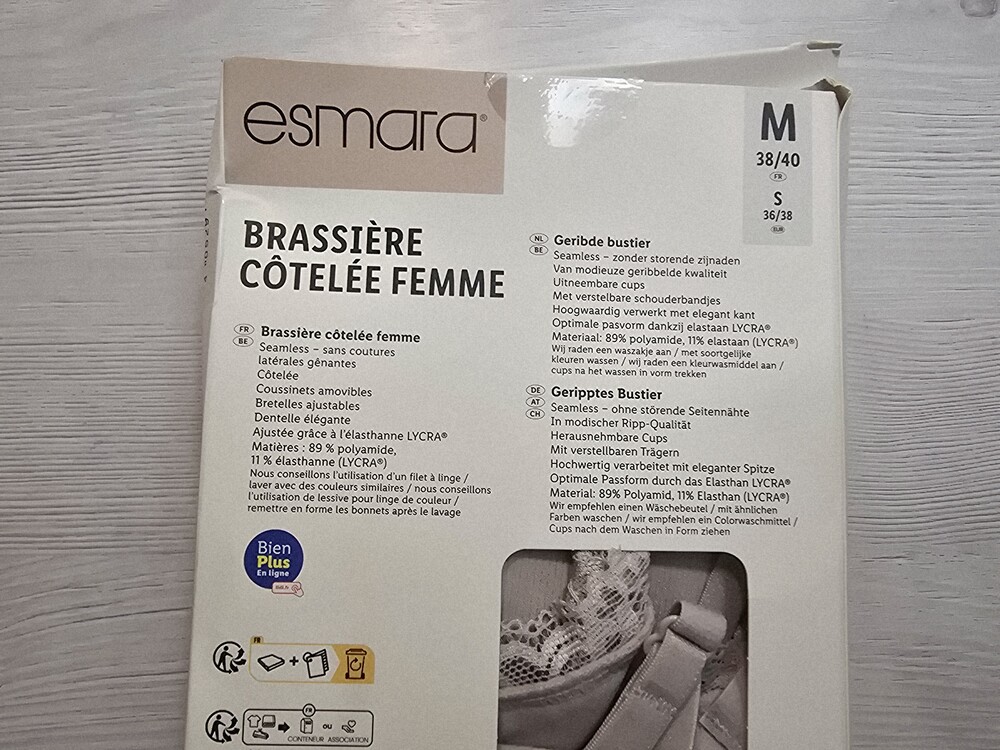 esmara®
M
38/40
FR
S
36/38
EUR
BRASSIÈRE
CÔTELÉE FEMME
FR
BE
Brassière côtelée femme
Seamless – sans coutures
latérales gênantes
Côtelée
Coussinets amovibles
Bretelles ajustables
Dentelle élégante
Ajustée grâce à l'élasthanne LYCRA®
Matières : 89 % polyamide,
11 % élasthanne (LYCRA®)
Nous conseillons l'utilisation d'un filet à linge /
laver avec des couleurs similaires / nous conseillons
l'utilisation de lessive pour linge de couleur /
remettre en forme les bonnets après le lavage
NL
BE
Geribde bustier
Seamless – zonder storende zijnaden
Van modieuze geribbelde kwaliteit
Uitneembare cups
Met verstelbare schouderbandjes
Hoogwaardig verwerkt met elegant kant
Optimale pasvorm dankzij elastaan LYCRA®
Materiaal: 89% polyamide, 11% elastaan (LYCRA®)
Wij raden een waszakje aan / met soortgelijke
kleuren wassen / wij raden een kleurwasmiddel aan /
cups na het wassen in vorm trekken
DE
AT
CH
Geripptes Bustier
Seamless – ohne störende Seitennähte
In modischer Ripp-Qualität
Herausnehmbare Cups
Mit verstellbaren Trägern
Hochwertig verarbeitet mit eleganter Spitze
Optimale Passform durch das Elasthan LYCRA®
Material: 89% Polyamid, 11% Elasthan (LYCRA®)
Wir empfehlen einen Wäschebeutel / mit ähnlichen
Farben waschen / wir empfehlen ein Colorwaschmittel /
Cups nach dem Waschen in Form ziehen
Bien
Plus
En ligne
FR
+
FR
OU
CONTENEUR ASSOCIATION